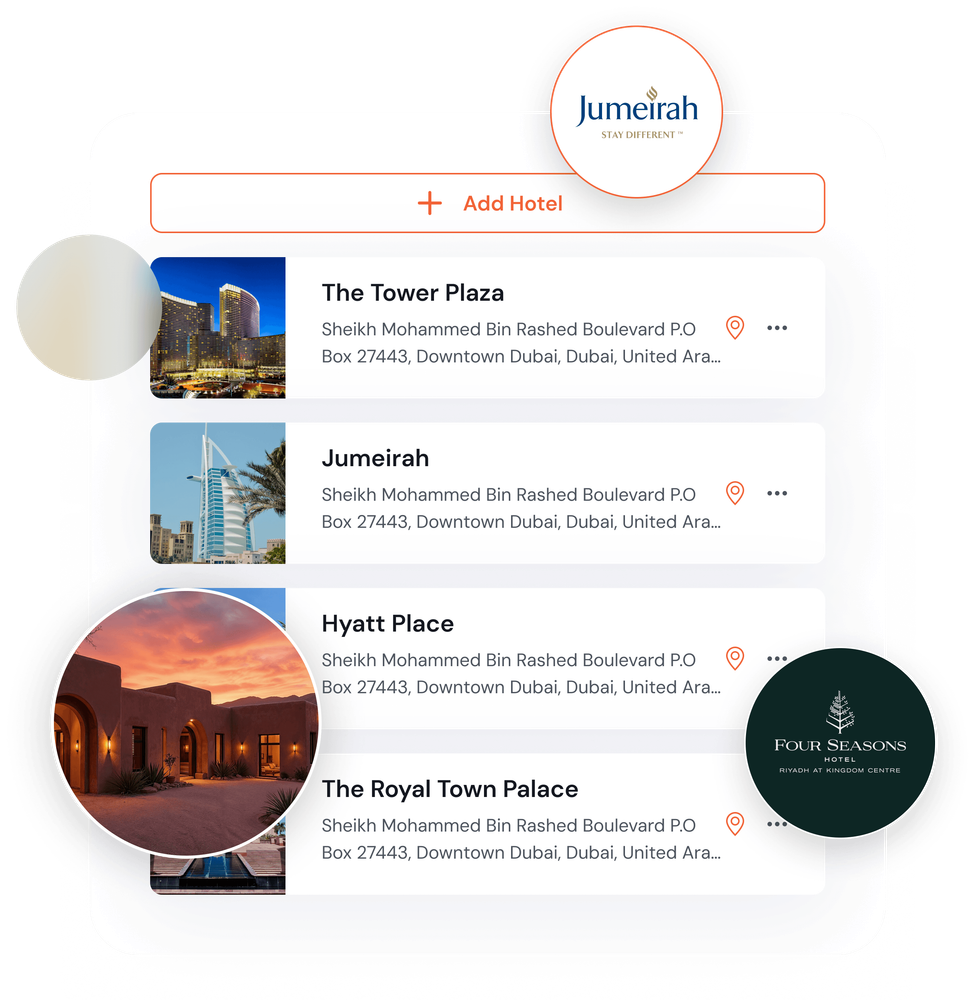 Jumeirah
STAY DIFFERENT ™
Add Hotel
The Tower Plaza
Sheikh Mohammed Bin Rashed Boulevard P.O
Box 27443, Downtown Dubai, Dubai, United Ara...
Jumeirah
Sheikh Mohammed Bin Rashed Boulevard P.O
Box 27443, Downtown Dubai, Dubai, United Ara...
Hyatt Place
Sheikh Mohammed Bin Rashed Boulevard P.O
Box 27443, Downtown Dubai, Dubai, United Ara...
FOUR SEASONS
HOTEL
RIYADH AT KINGDOM CENTRE
The Royal Town Palace
Sheikh Mohammed Bin Rashed Boulevard P.O
Box 27443, Downtown Dubai, Dubai, United Ara...